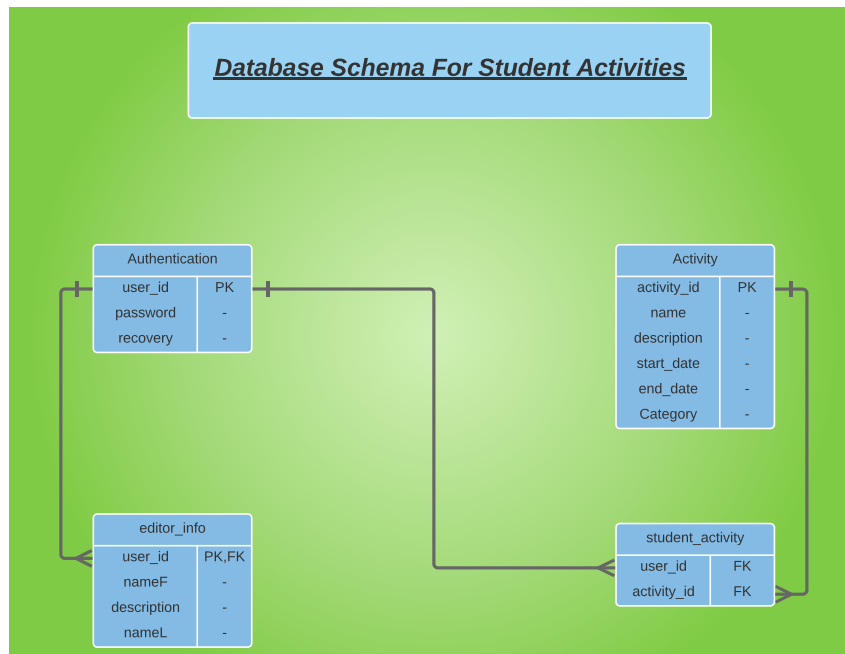 Database Schema For Student Activities
Authentication
user_id PK
password -
recovery -
Activity
activity_id PK
name -
description -
start_date -
end_date -
Category -
editor_info
user_id PK,FK
nameF -
description -
nameL -
student_activity
user_id FK
activity_id FK